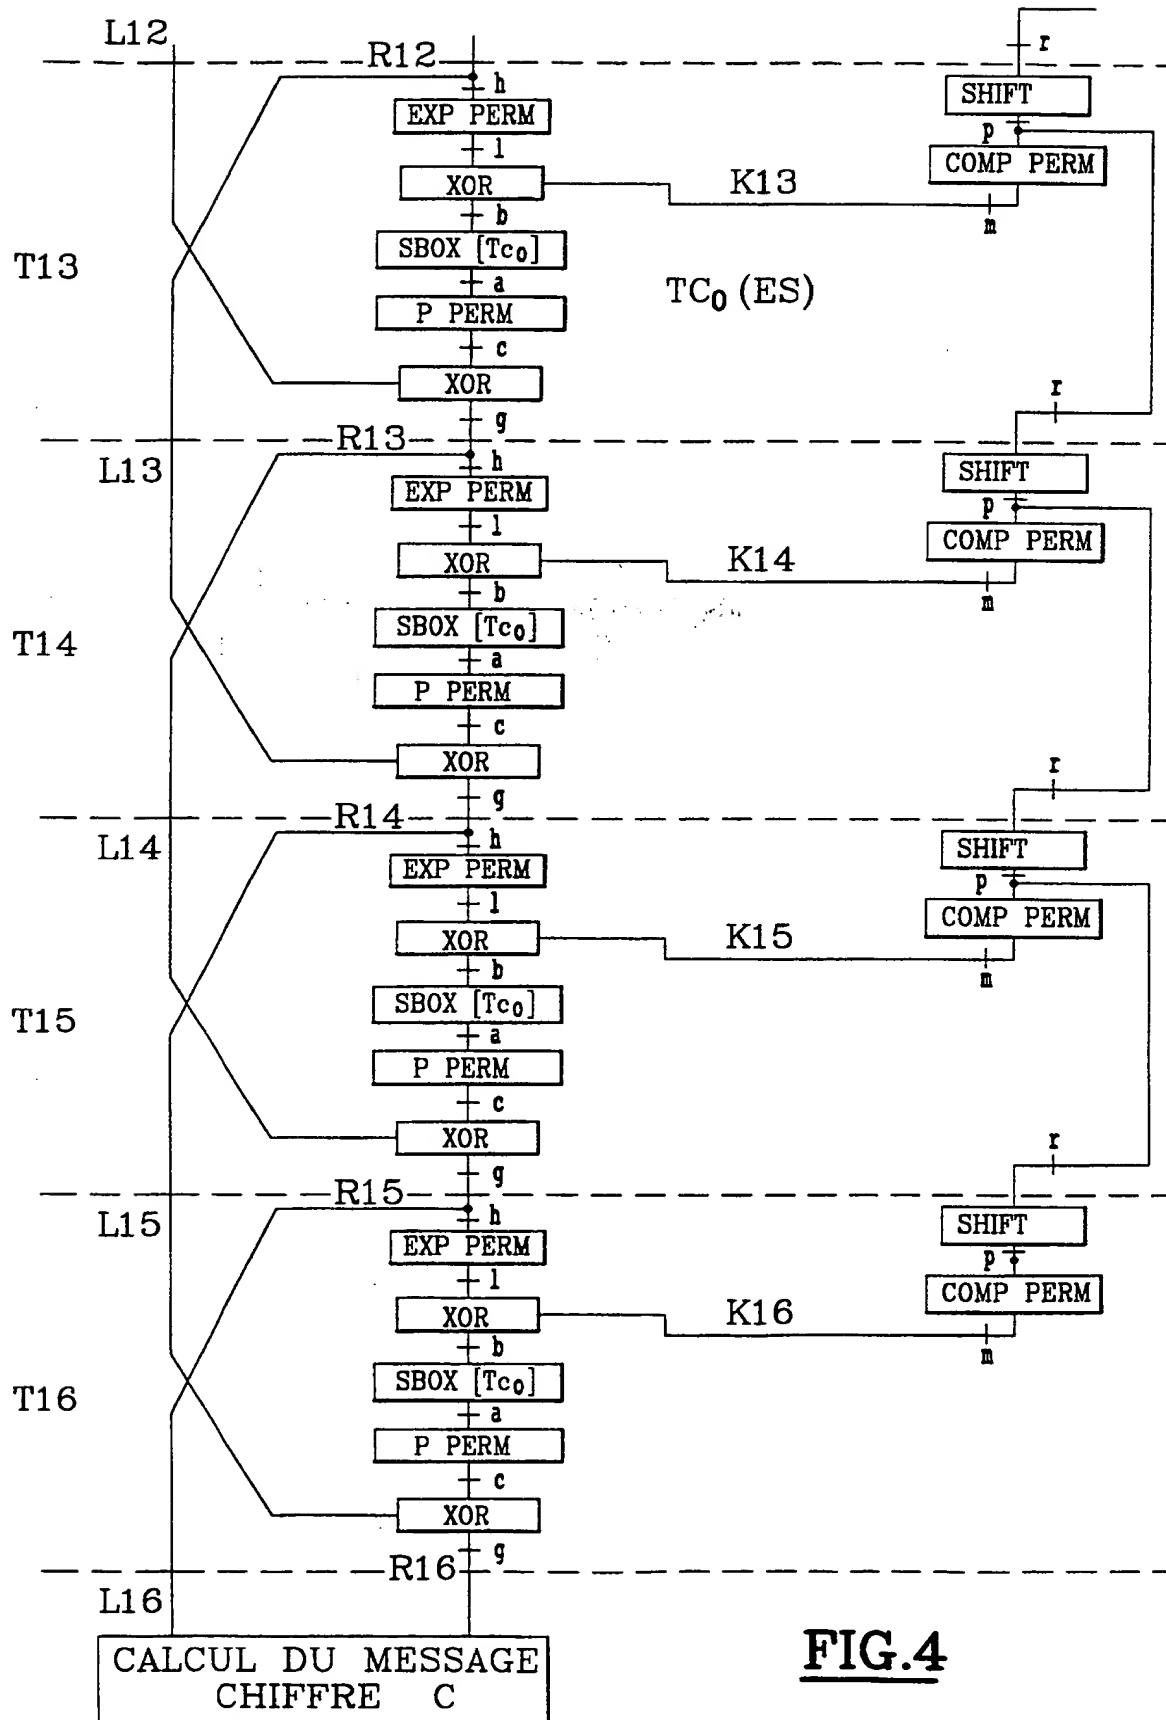 L12
R12
r
h
SHIFT
EXP PERM
p
l
COMP PERM
XOR
K13
b
m
SBOX [Tc0]
T13
a
TC0 (ES)
P PERM
c
XOR
r
g
R13
L13
h
SHIFT
EXP PERM
p
l
COMP PERM
XOR
K14
b
m
SBOX [Tc0]
T14
a
P PERM
c
XOR
r
g
R14
L14
h
SHIFT
EXP PERM
p
l
COMP PERM
XOR
K15
b
m
SBOX [Tc0]
T15
a
P PERM
c
XOR
r
g
R15
L15
h
SHIFT
EXP PERM
p
l
COMP PERM
XOR
K16
b
m
SBOX [Tc0]
T16
a
P PERM
c
XOR
g
R16
L16
CALCUL DU MESSAGE
CHIFFRE C
FIG.4